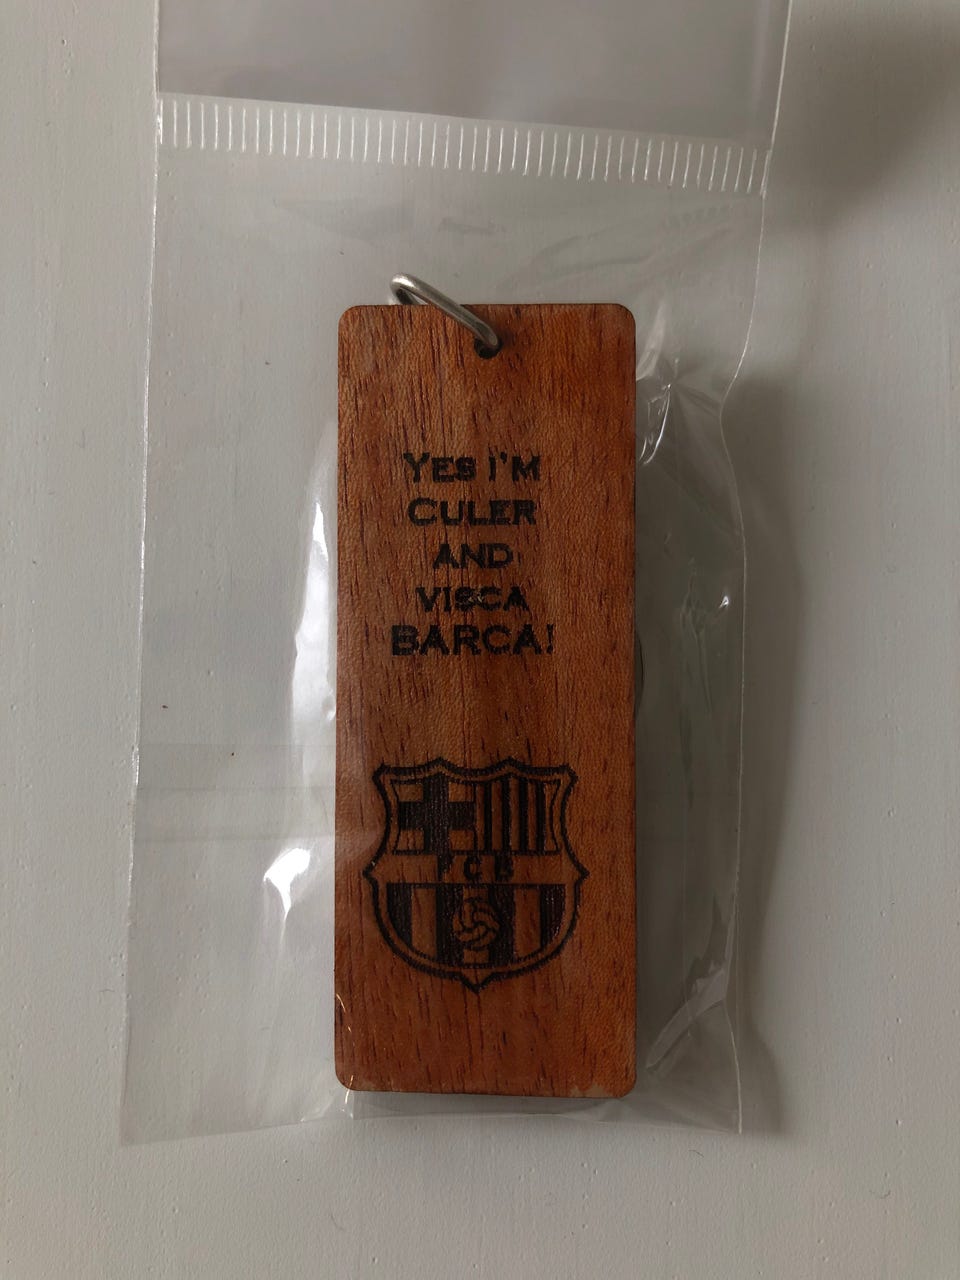 YES I'M
CULER
AND
VISCA
BARCA!
FCB